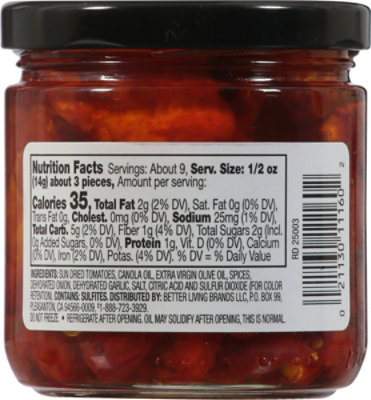 Nutrition Facts Servings: About 9, Serv. Size: 1/2 oz
(14g) about 3 pieces, Amount per serving:
Calories 35, Total Fat 2g (2% DV), Sat. Fat 0g (0% DV),
Trans Fat 0g, Cholest. 0mg (0% DV), Sodium 25mg (1% DV),
Total Carb. 5g (2% DV), Fiber 1g (4% DV), Total Sugars 2g (Incl.
0g Added Sugars, 0% DV), Protein 1g, Vit. D (0% DV), Calcium
(0% DV), Iron (2% DV), Potas. (4% DV). % DV = % Daily Value
INGREDIENTS: SUN DRIED TOMATOES, CANOLA OIL, EXTRA VIRGIN OLIVE OIL, SPICES,
DEHYDRATED ONION, DEHYDRATED GARLIC, SALT, CITRIC ACID AND SULFUR DIOXIDE (FOR COLOR
RETENTION). CONTAINS: SULFITES. DISTRIBUTED BY: BETTER LIVING BRANDS LLC, P.O. BOX 99,
PLEASANTON, CA 94566-0009. 1-888-723-3929.
DO NOT FREEZE. • REFRIGERATE AFTER OPENING. OIL MAY SOLIDIFY AFTER OPENING, THIS IS NORMAL.
RD 25003
0 21130 11160 2